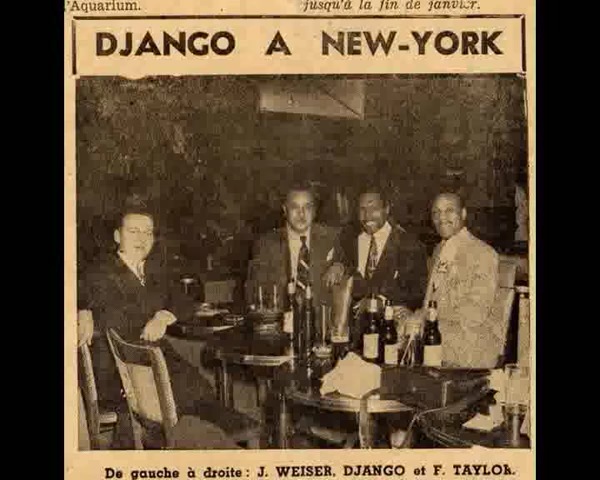 l'Aquarium.
jusqu'à la fin de janvier.
DJANGO A NEW-YORK
De gauche à droite : J. WEISER, DJANGO et F. TAYLOR.